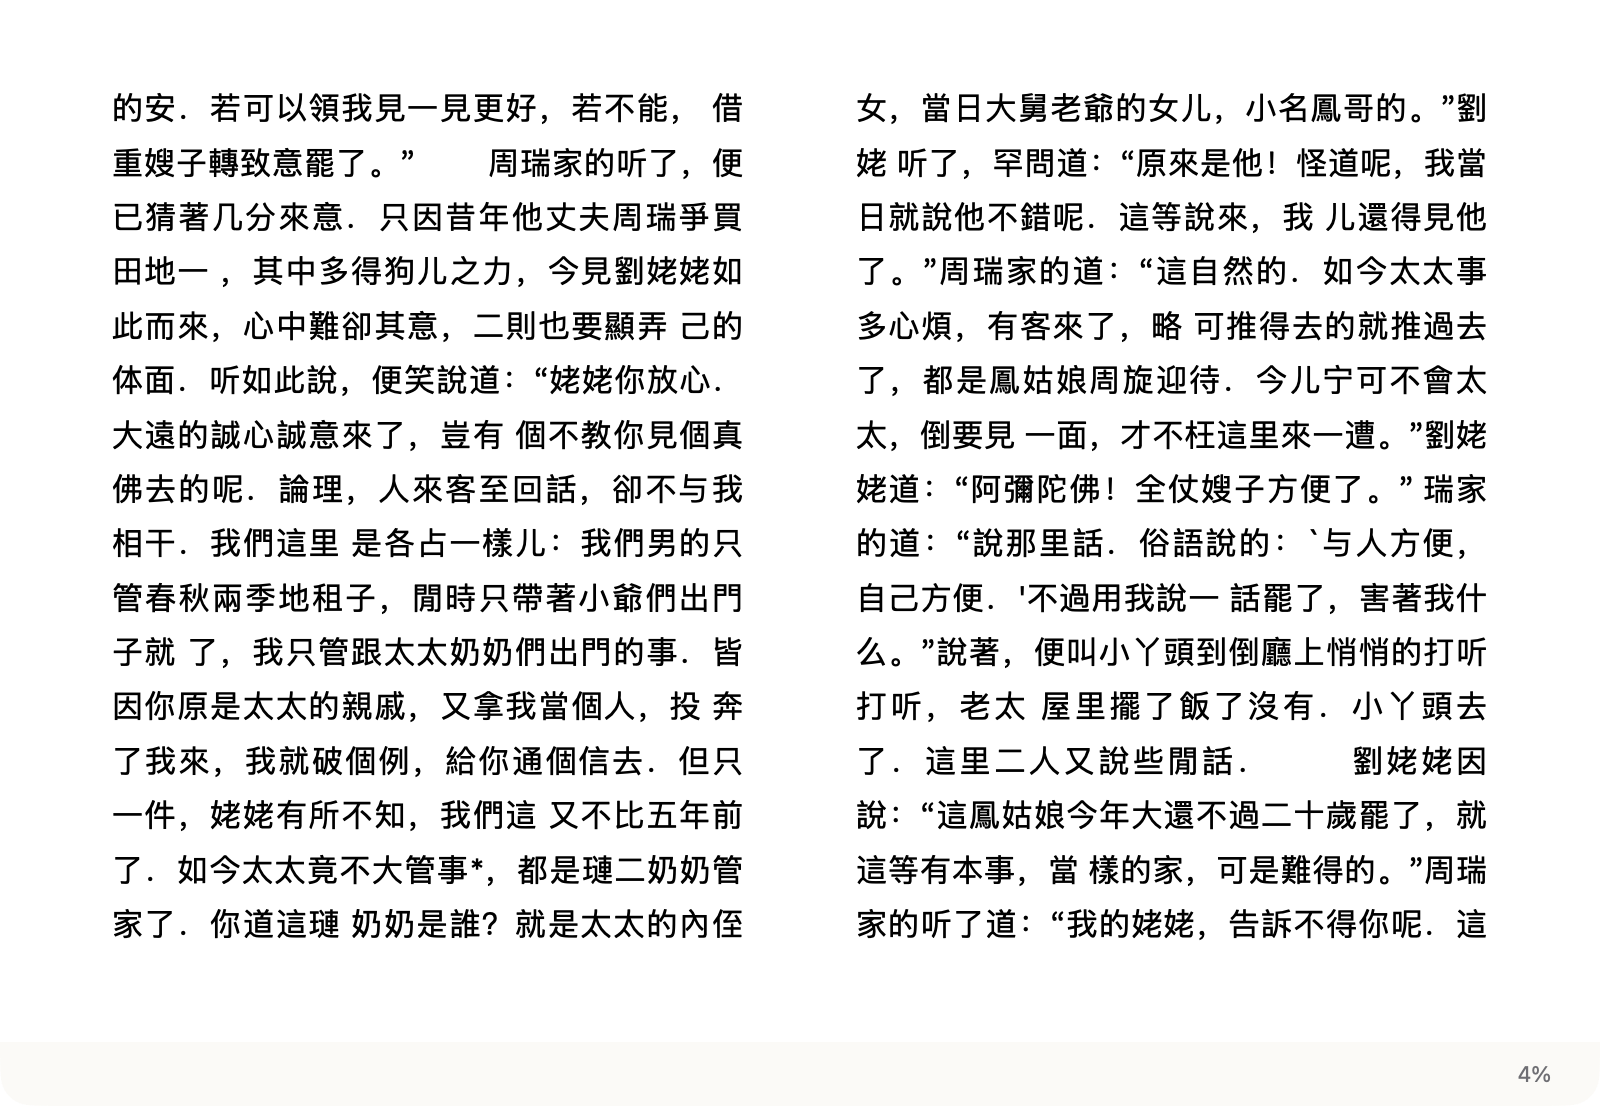 的安．若可以領我見一見更好，若不能， 借
重嫂子轉致意罷了。”　　周瑞家的听了，便
已猜著几分來意．只因昔年他丈夫周瑞爭買
田地一 ，其中多得狗儿之力，今見劉姥姥如
此而來，心中難卻其意，二則也要顯弄 己的
体面．听如此說，便笑說道：“姥姥你放心．
大遠的誠心誠意來了，豈有 個不教你見個真
佛去的呢．論理，人來客至回話，卻不与我
相干．我們這里 是各占一樣儿：我們男的只
管春秋兩季地租子，閒時只帶著小爺們出門
子就 了，我只管跟太太奶奶們出門的事．皆
因你原是太太的親戚，又拿我當個人，投 奔
了我來，我就破個例，給你通個信去．但只
一件，姥姥有所不知，我們這 又不比五年前
了．如今太太竟不大管事*，都是璉二奶奶管
家了．你道這璉 奶奶是誰？就是太太的內侄
女，當日大舅老爺的女儿，小名鳳哥的。”劉
姥 听了，罕問道：“原來是他！怪道呢，我當
日就說他不錯呢．這等說來，我 儿還得見他
了。”周瑞家的道：“這自然的．如今太太事
多心煩，有客來了，略 可推得去的就推過去
了，都是鳳姑娘周旋迎待．今儿宁可不會太
太，倒要見 一面，才不枉這里來一遭。”劉姥
姥道：“阿彌陀佛！全仗嫂子方便了。” 瑞家
的道：“說那里話．俗語說的：`与人方便，
自己方便．'不過用我說一 話罷了，害著我什
么。”說著，便叫小丫頭到倒廳上悄悄的打听
打听，老太 屋里擺了飯了沒有．小丫頭去
了．這里二人又說些閒話．　　劉姥姥因
說：“這鳳姑娘今年大還不過二十歲罷了，就
這等有本事，當 樣的家，可是難得的。”周瑞
家的听了道：“我的姥姥，告訴不得你呢．這
4%